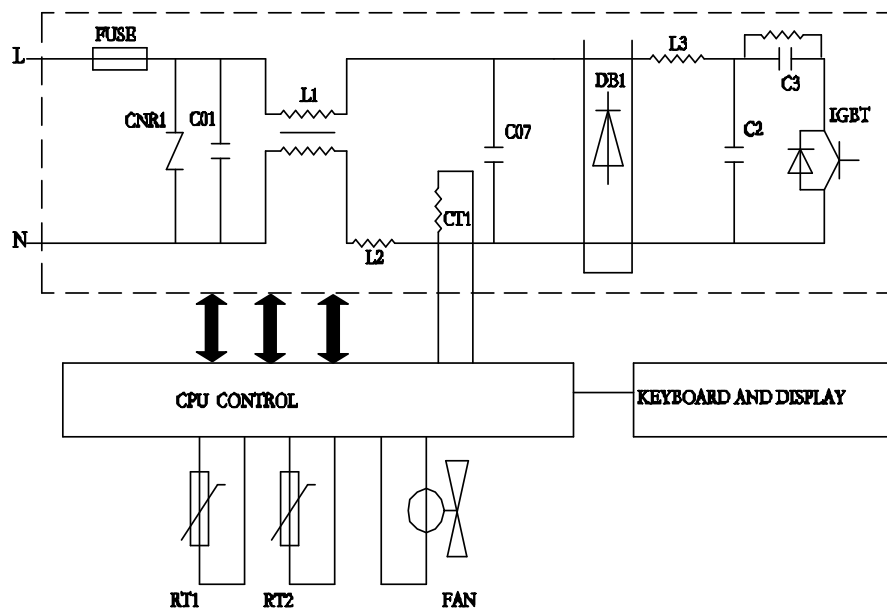 FUSE
L
L3
L1
DB1
C3
CNR1
C01
C07
C2
IGBT
CT1
N
L2
CPU CONTROL
KEYBOARD AND DISPLAY
RT1
RT2
FAN